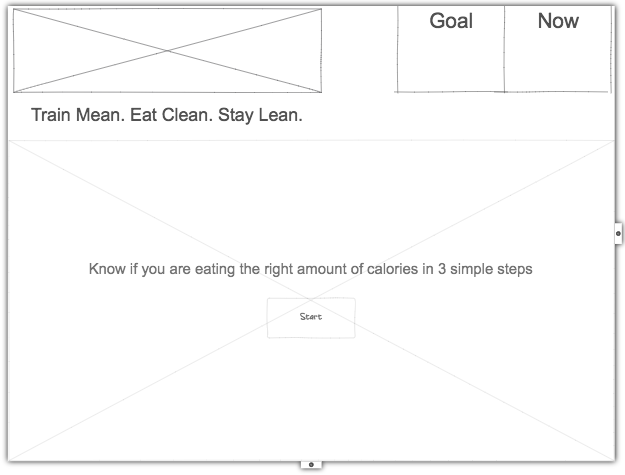 Goal
Now
Train Mean. Eat Clean. Stay Lean.
Know if you are eating the right amount of calories in 3 simple steps
Start